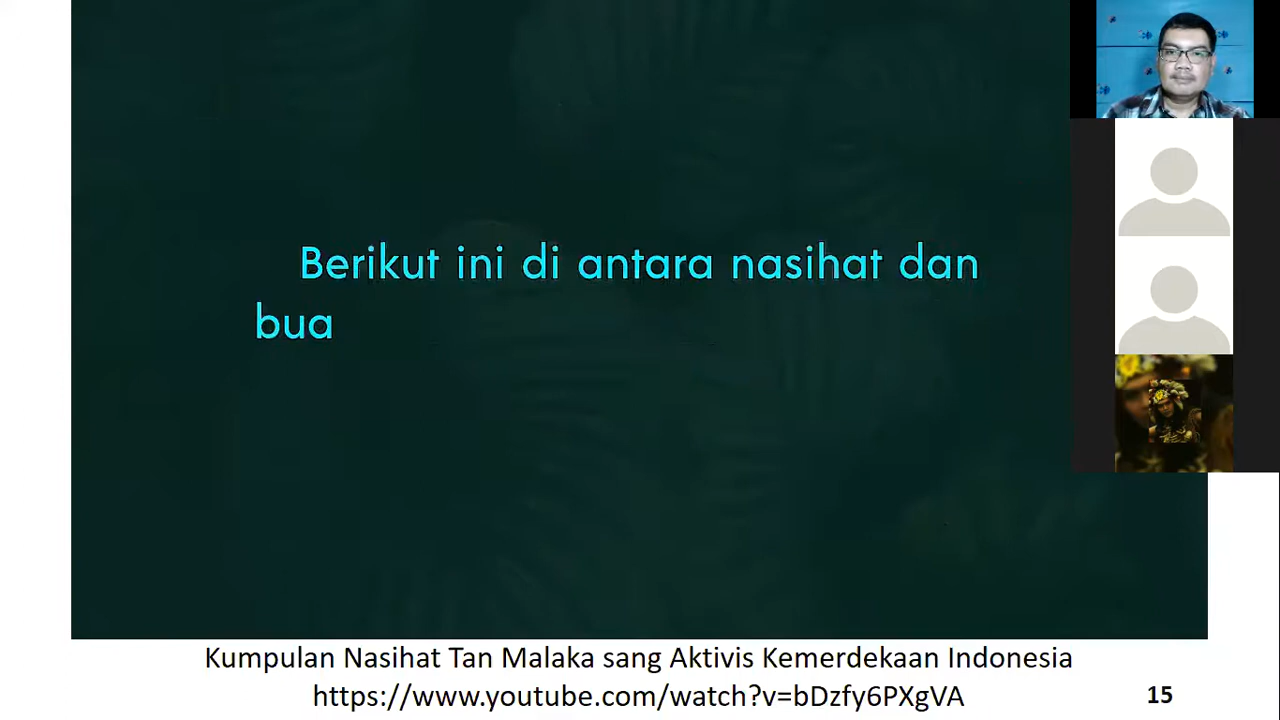 Berikut ini di antara nasihat dan
bua
Kumpulan Nasihat Tan Malaka sang Aktivis Kemerdekaan Indonesia
https://www.youtube.com/watch?v=bDzfy6PXgVA
15